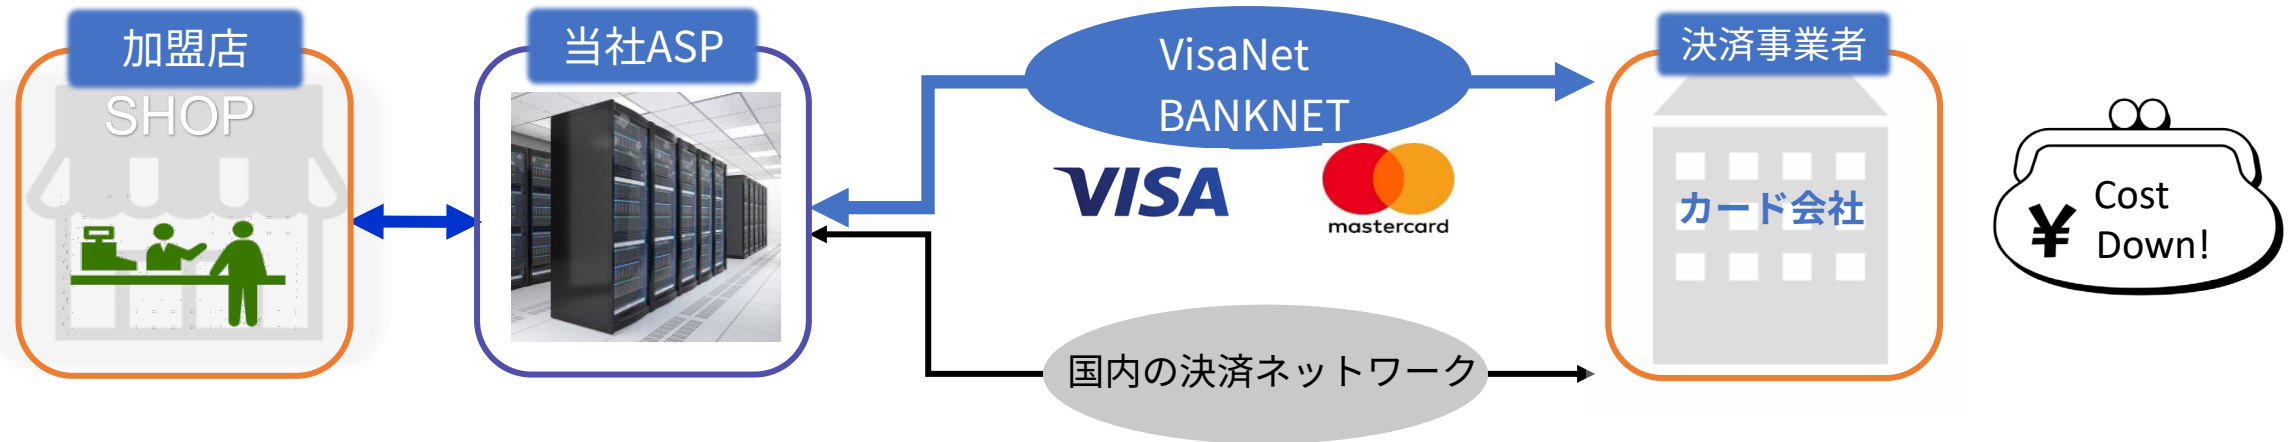 加盟店
SHOP
当社ASP
VisaNet
BANKNET
VISA
mastercard
国内の決済ネットワーク
決済事業者
カード会社
¥ Cost
Down!